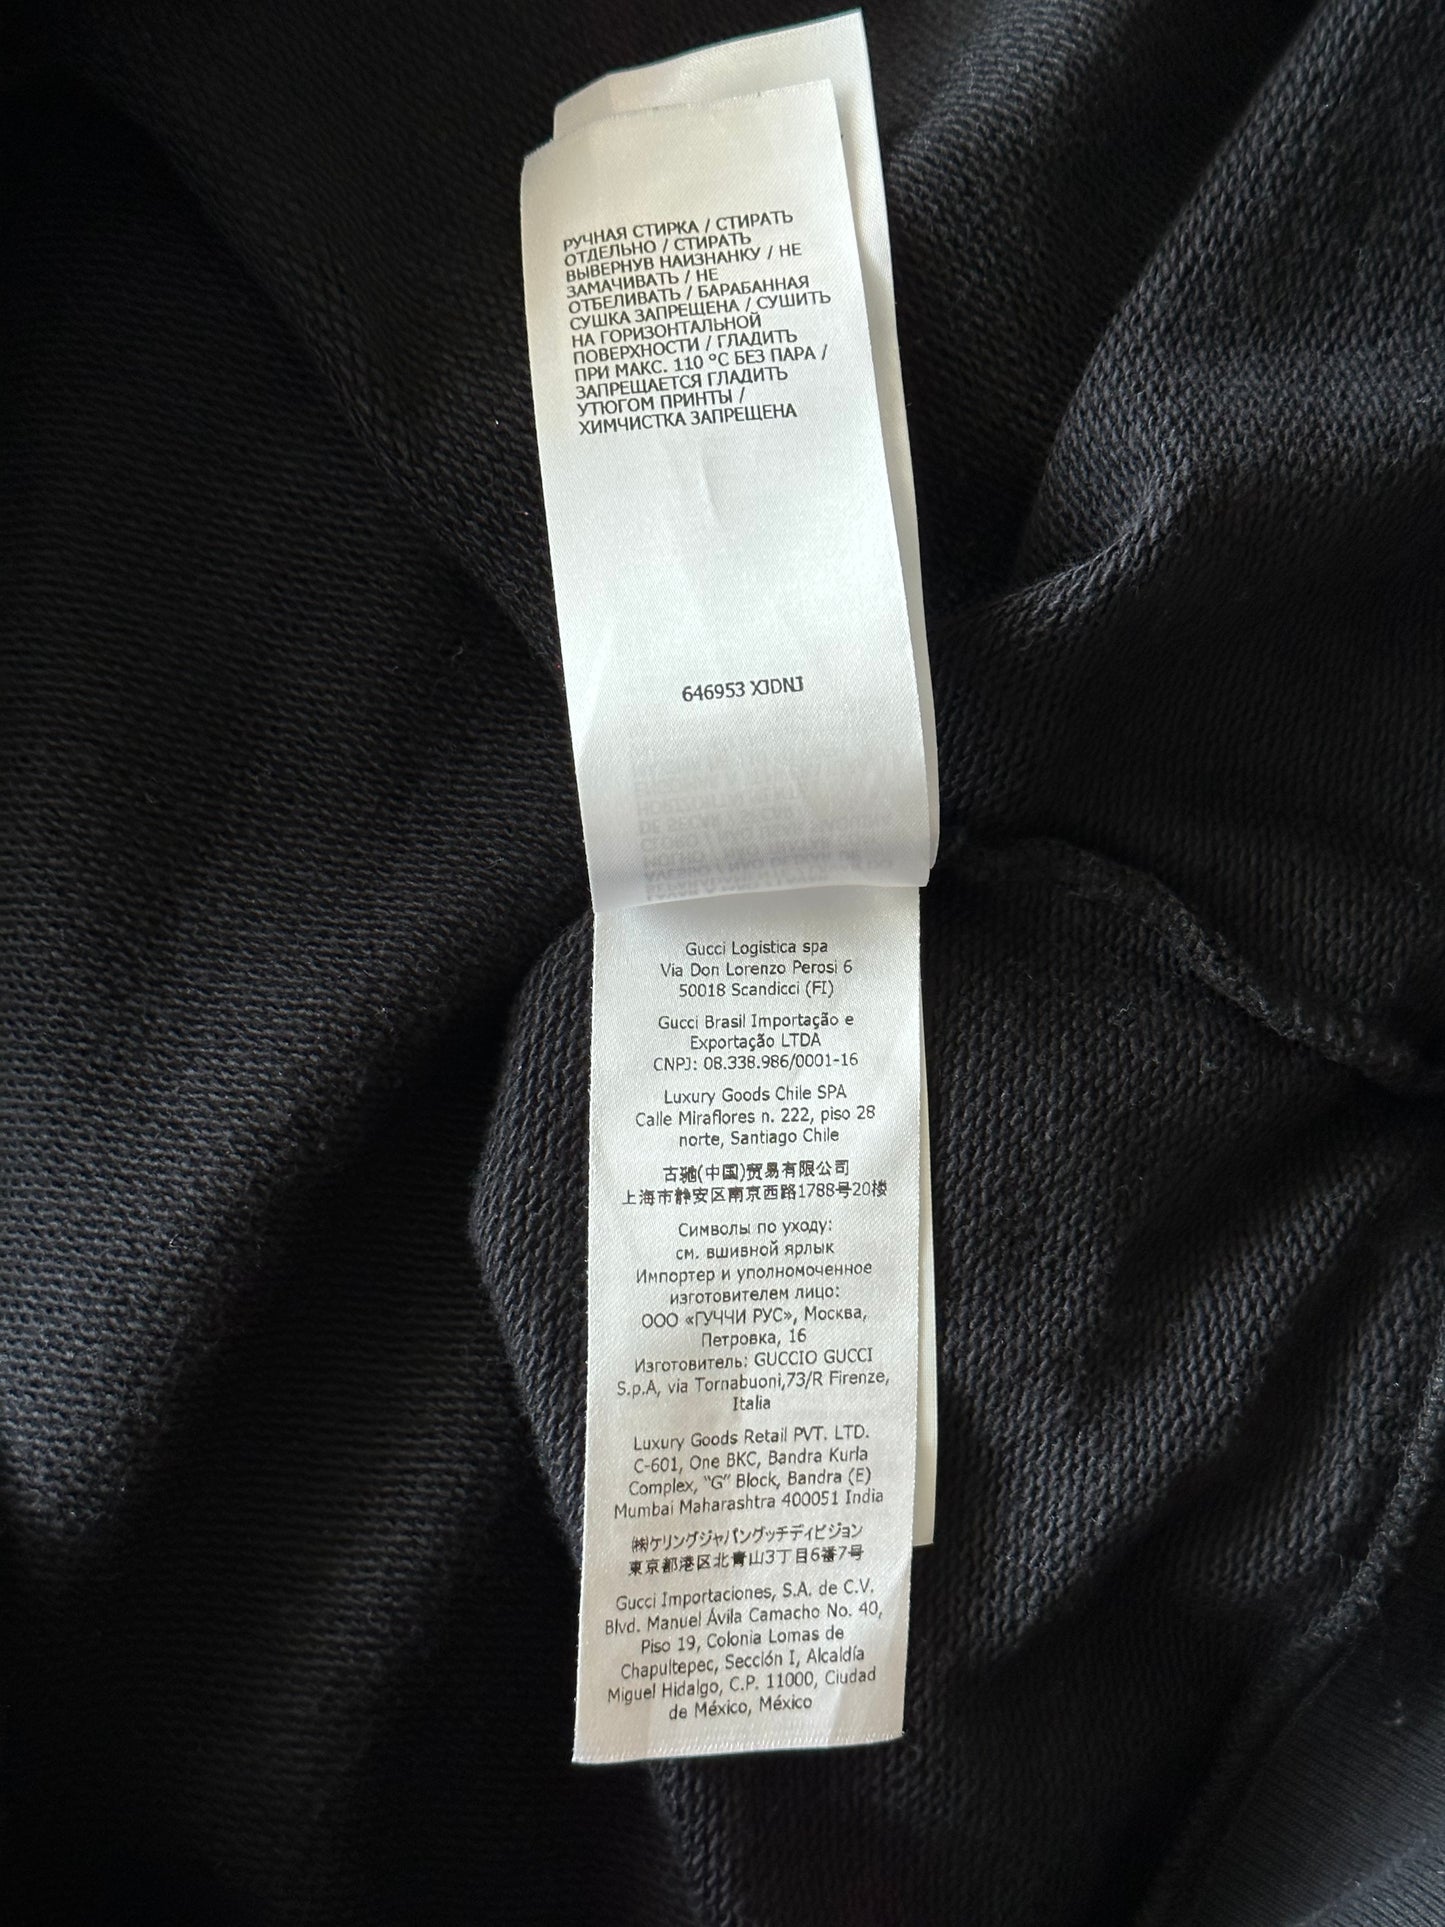 РУЧНАЯ СТИРКА / СТИРАТЬ
ОТДЕЛЬНО / СТИРАТЬ
ВЫВЕРНУВ НАИЗНАНКУ / НЕ
ЗАМАЧИВАТЬ / НЕ
ОТБЕЛИВАТЬ / БАРАБАННАЯ
СУШКА ЗАПРЕЩЕНА / СУШИТЬ
НА ГОРИЗОНТАЛЬНОЙ
ПОВЕРХНОСТИ / ГЛАДИТЬ
ПРИ МАКС. 110 °C БЕЗ ПАРА /
ЗАПРЕЩАЕТСЯ ГЛАДИТЬ
УТЮГОМ ПРИНТЫ /
ХИМЧИСТКА ЗАПРЕЩЕНА
646953 XJDNJ
Gucci Logistica spa
Via Don Lorenzo Perosi 6
50018 Scandicci (FI)
Gucci Brasil Importação e
Exportação LTDA
CNPJ: 08.338.986/0001-16
Luxury Goods Chile SPA
Calle Miraflores n. 222, piso 28
norte, Santiago Chile
古驰(中国)贸易有限公司
上海市静安区南京西路1788号20楼
Символы по уходу:
см. вшивной ярлык
Импортер и уполномоченное
изготовителем лицо:
ООО «ГУЧЧИ РУС», Москва,
Петровка, 16
Изготовитель: GUCCIO GUCCI
S.p.A, via Tornabuoni,73/R Firenze,
Italia
Luxury Goods Retail PVT. LTD.
C-601, One BKC, Bandra Kurla
Complex, "G" Block, Bandra (E)
Mumbai Maharashtra 400051 India
㈱ケリングジャパングッチディビジョン
東京都港区北青山3丁目6番7号
Gucci Importaciones, S.A. de C.V.
Blvd. Manuel Ávila Camacho No. 40,
Piso 19, Colonia Lomas de
Chapultepec, Sección I, Alcaldía
Miguel Hidalgo, C.P. 11000, Ciudad
de México, México